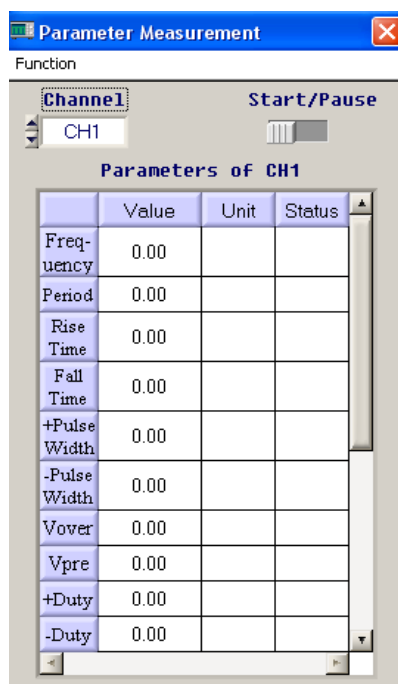 Parameter Measurement
Function
Channel Start/Pause
CH1
Parameters of CH1
Value Unit Status
Freq-
uency 0.00
Period 0.00
Rise
Time 0.00
Fall
Time 0.00
+Pulse
Width 0.00
-Pulse
Width 0.00
Vover 0.00
Vpre 0.00
+Duty 0.00
-Duty 0.00